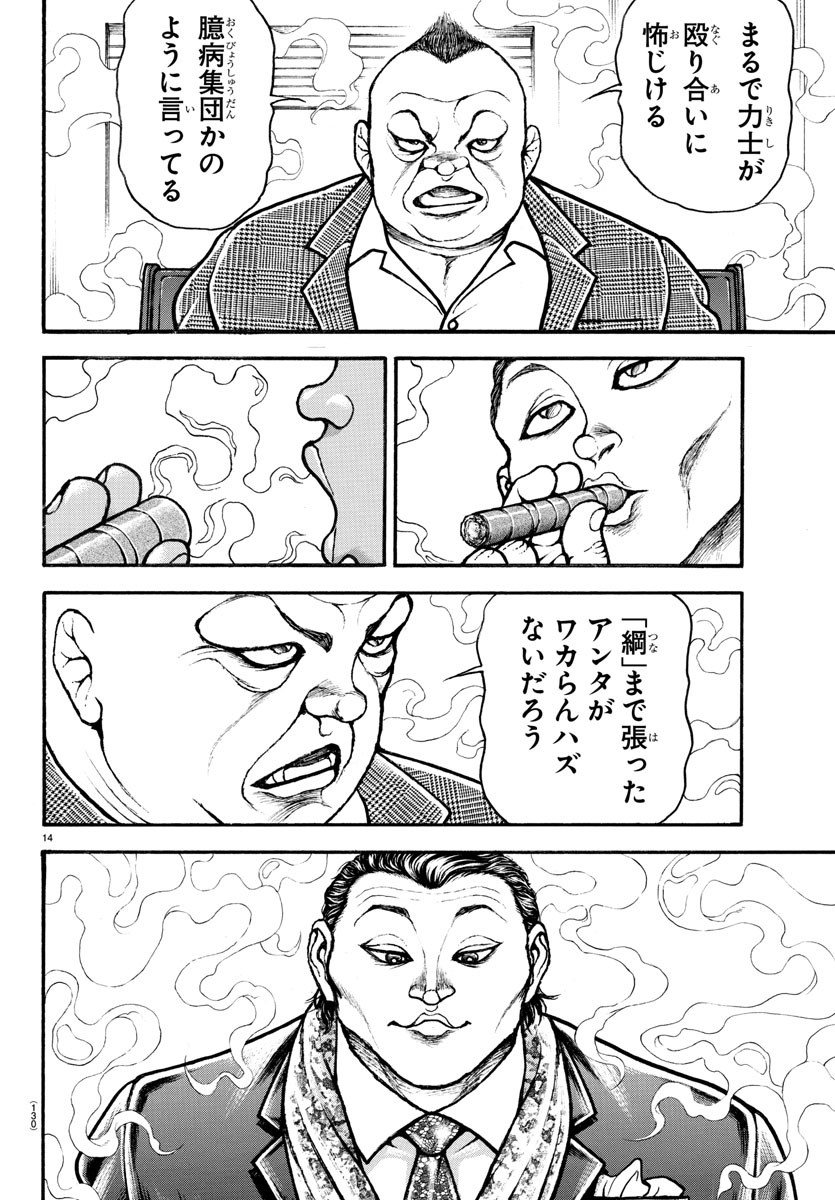 まるで力士が
殴り合いに
怖じける
臆病集団かの
ように言ってる
「綱」まで張った
アンタが
ワカらんハズ
ないだろう
14
(130)